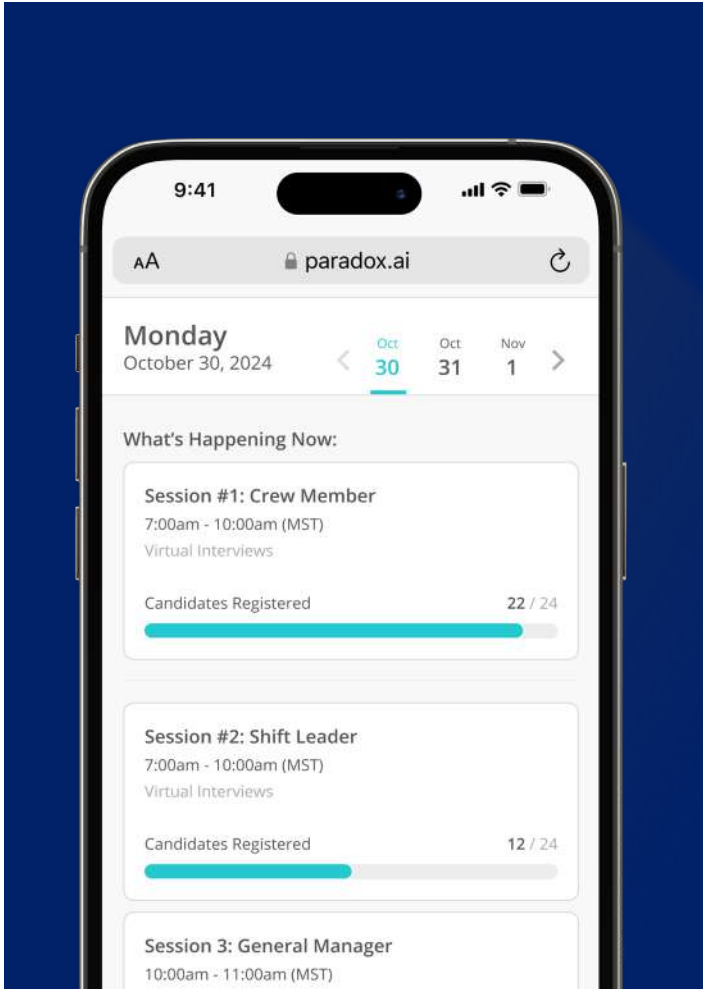 9:41
AA paradox.ai
Monday
October 30, 2024
Oct Oct Nov
30 31 1
What's Happening Now:
Session #1: Crew Member
7:00am - 10:00am (MST)
Virtual Interviews
Candidates Registered 22 / 24
Session #2: Shift Leader
7:00am - 10:00am (MST)
Virtual Interviews
Candidates Registered 12 / 24
Session 3: General Manager
10:00am - 11:00am (MST)